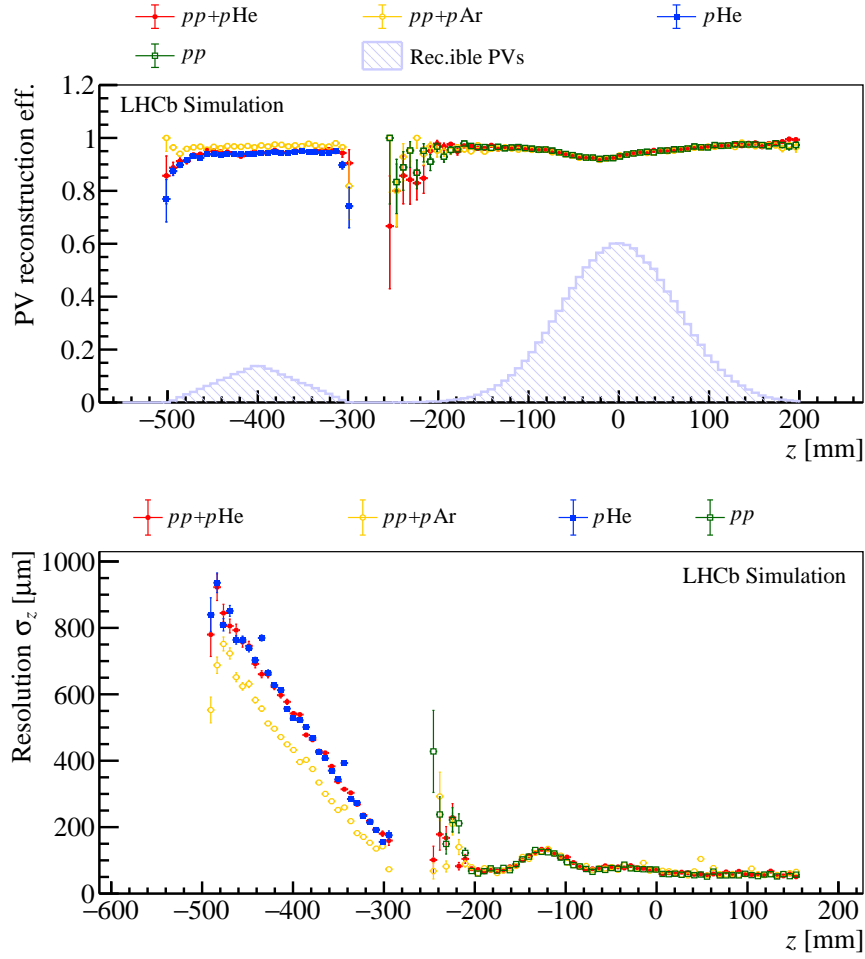 pp+pHe pp+pAr pHe
pp Rec.ible PVs
LHCb Simulation
PV reconstruction eff.
1.2
1
0.8
0.6
0.4
0.2
0
−500 −400 −300 −200 −100 0 100 200
z [mm]
pp+pHe pp+pAr pHe pp
LHCb Simulation
Resolution σz [μm]
1000
800
600
400
200
0
−600 −500 −400 −300 −200 −100 0 100 200
z [mm]